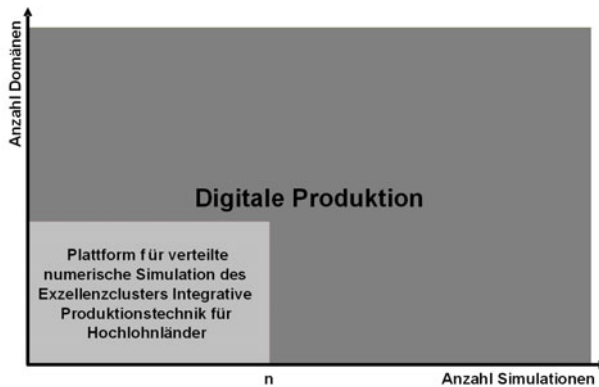 Anzahl Domänen
Digitale Produktion
Plattform für verteilte
numerische Simulation des
Exzellenzclusters Integrative
Produktionstechnik für
Hochlohnländer
n
Anzahl Simulationen